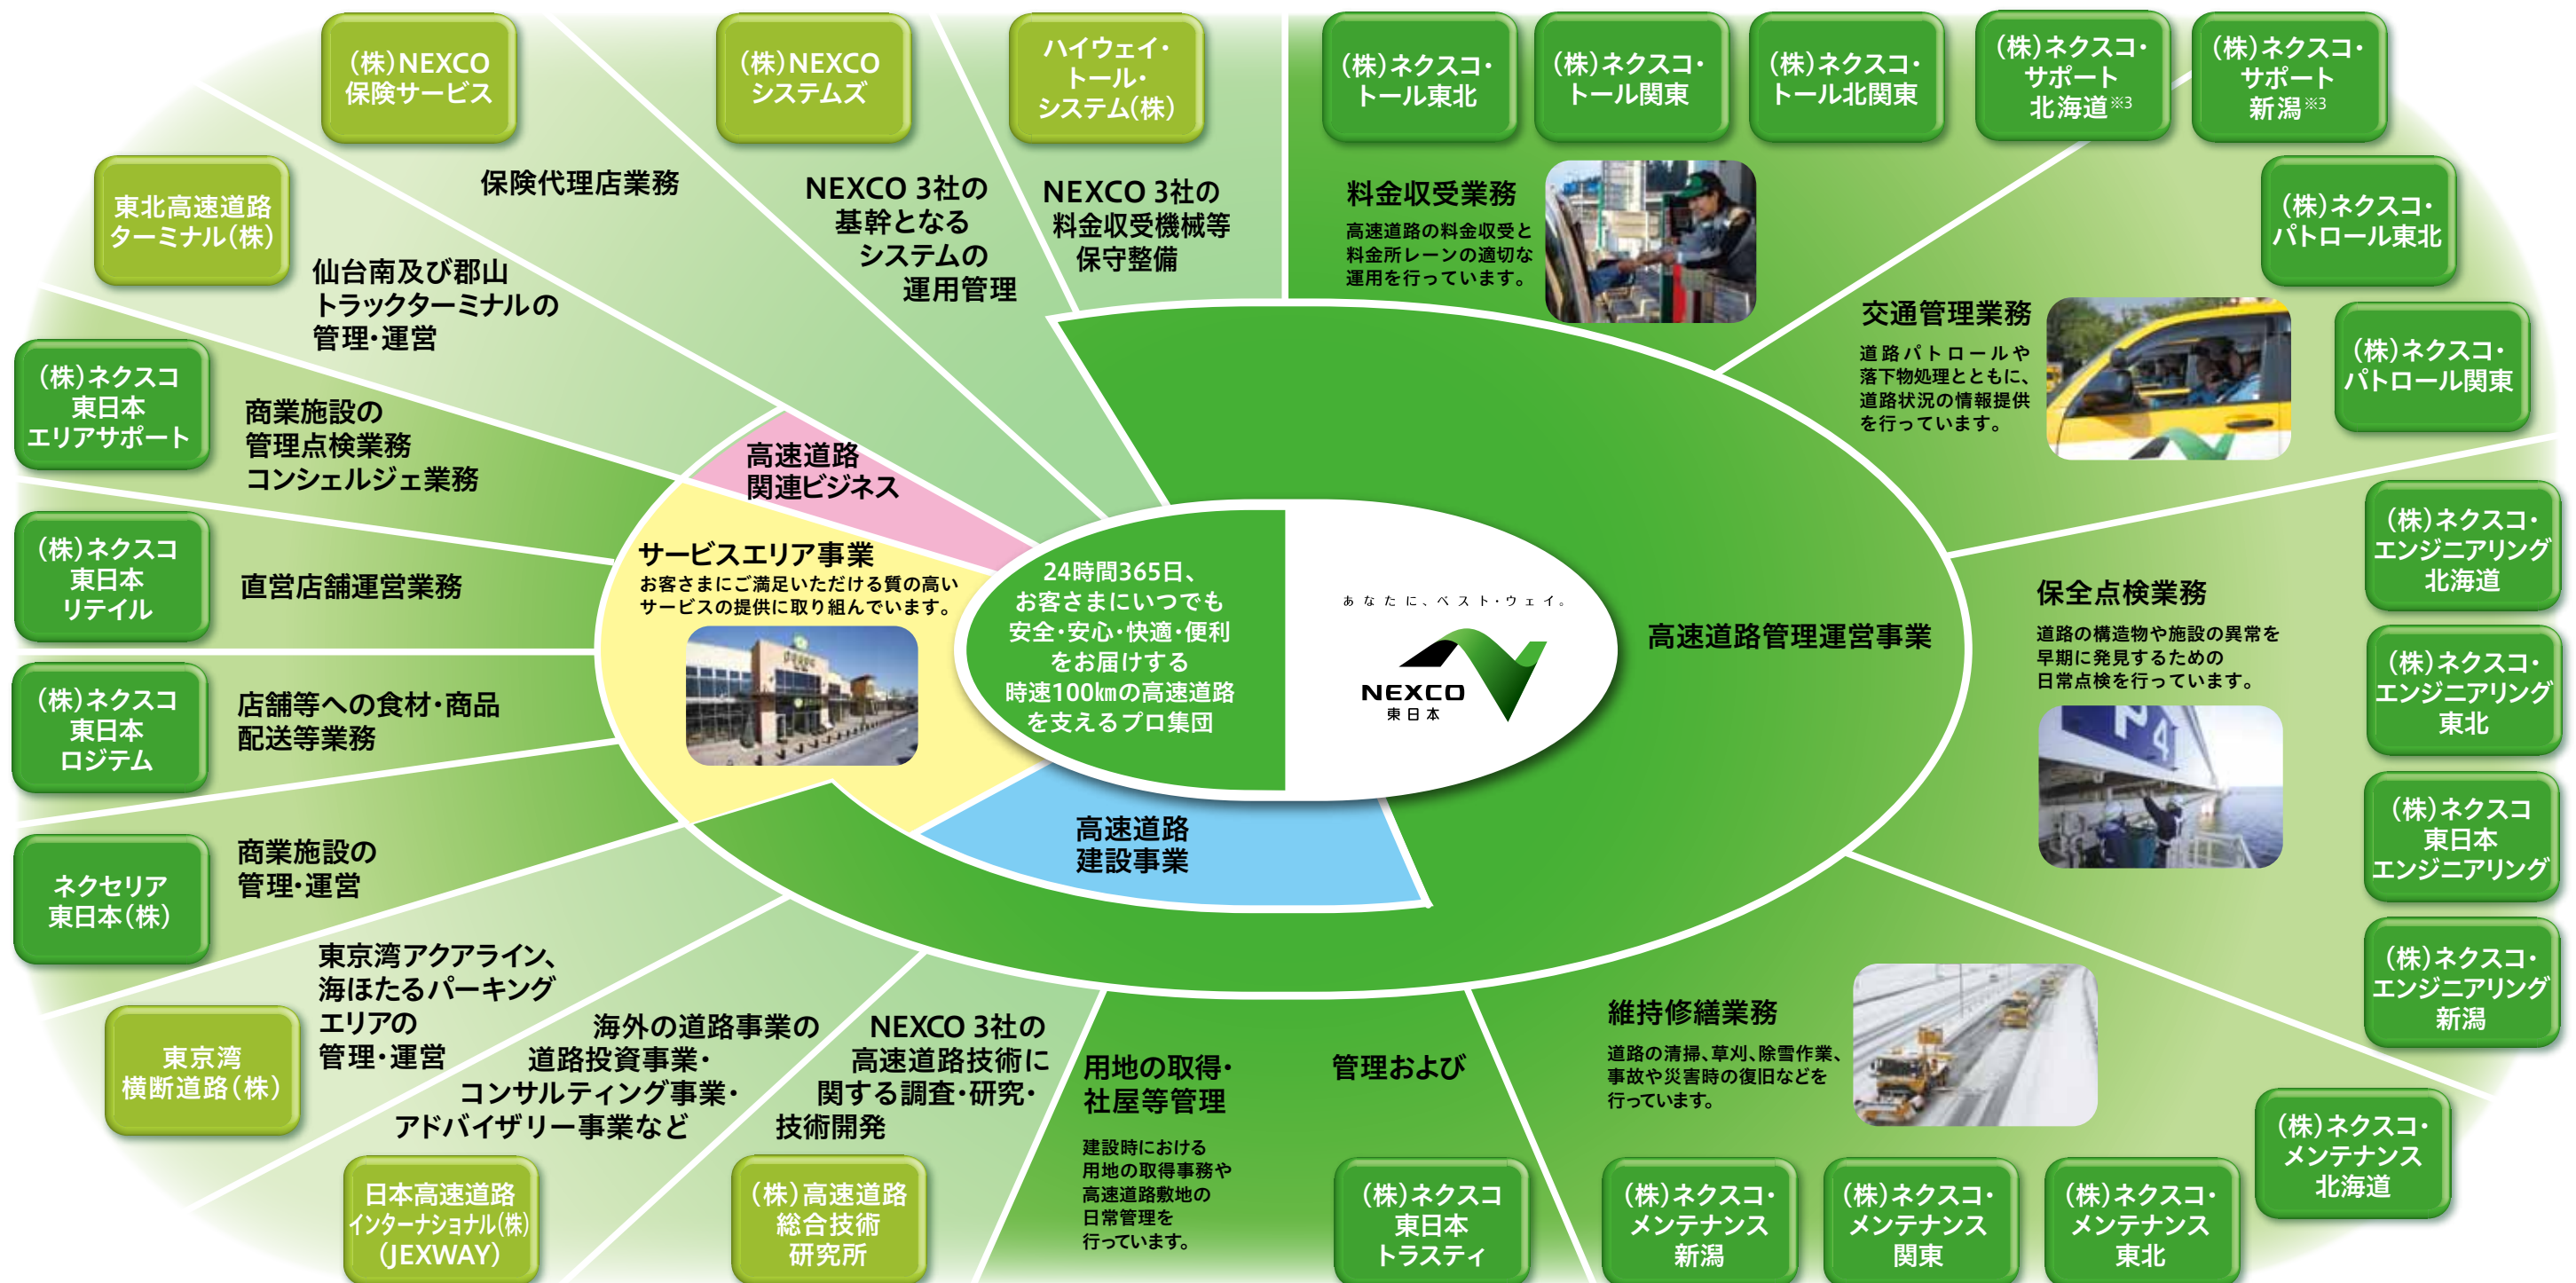 (株)NEXCO
保険サービス
保険代理店業務
(株)NEXCO
システムズ
NEXCO 3社の
基幹となる
システムの
運用管理
ハイウェイ・
トール・
システム(株)
NEXCO 3社の
料金収受機械等
保守整備
(株)ネクスコ・
トール東北
(株)ネクスコ・
トール関東
(株)ネクスコ・
トール北関東
(株)ネクスコ・
サポート
北海道※3
(株)ネクスコ・
サポート
新潟※3
料金収受業務
高速道路の料金収受と
料金所レーンの適切な
運用を行っています。
(株)ネクスコ・
パトロール東北
(株)ネクスコ・
パトロール関東
交通管理業務
道路パトロールや
落下物処理とともに、
道路状況の情報提供
を行っています。
(株)ネクスコ・
エンジニアリング
北海道
(株)ネクスコ・
エンジニアリング
東北
(株)ネクスコ
東日本
エンジニアリング
(株)ネクスコ・
エンジニアリング
新潟
保全点検業務
道路の構造物や施設の異常を
早期に発見するための
日常点検を行っています。
P4
維持修繕業務
道路の清掃、草刈、除雪作業、
事故や災害時の復旧などを
行っています。
(株)ネクスコ・
メンテナンス
北海道
(株)ネクスコ・
メンテナンス
東北
(株)ネクスコ・
メンテナンス
関東
(株)ネクスコ・
メンテナンス
新潟
管理および
用地の取得・
社屋等管理
建設時における
用地の取得事務や
高速道路敷地の
日常管理を
行っています。
(株)ネクスコ
東日本
トラスティ
NEXCO 3社の
高速道路技術に
関する調査・研究・
技術開発
(株)高速道路
総合技術
研究所
海外の道路事業の
道路投資事業・
コンサルティング事業・
アドバイザリー事業など
日本高速道路
インターナショナル(株)
(JEXWAY)
東京湾アクアライン、
海ほたるパーキング
エリアの
管理・運営
東京湾
横断道路(株)
商業施設の
管理・運営
ネクセリア
東日本(株)
店舗等への食材・商品
配送等業務
(株)ネクスコ
東日本
ロジテム
直営店舗運営業務
(株)ネクスコ
東日本
リテイル
商業施設の
管理点検業務
コンシェルジェ業務
(株)ネクスコ
東日本
エリアサポート
仙台南及び郡山
トラックターミナルの
管理・運営
東北高速道路
ターミナル(株)
高速道路
関連ビジネス
サービスエリア事業
お客さまにご満足いただける質の高い
サービスの提供に取り組んでいます。
24時間365日、
お客さまにいつでも
安全・安心・快適・便利
をお届けする
時速100kmの高速道路
を支えるプロ集団
あなたに、ベスト・ウェイ。
NEXCO
東日本
高速道路管理運営事業
高速道路
建設事業